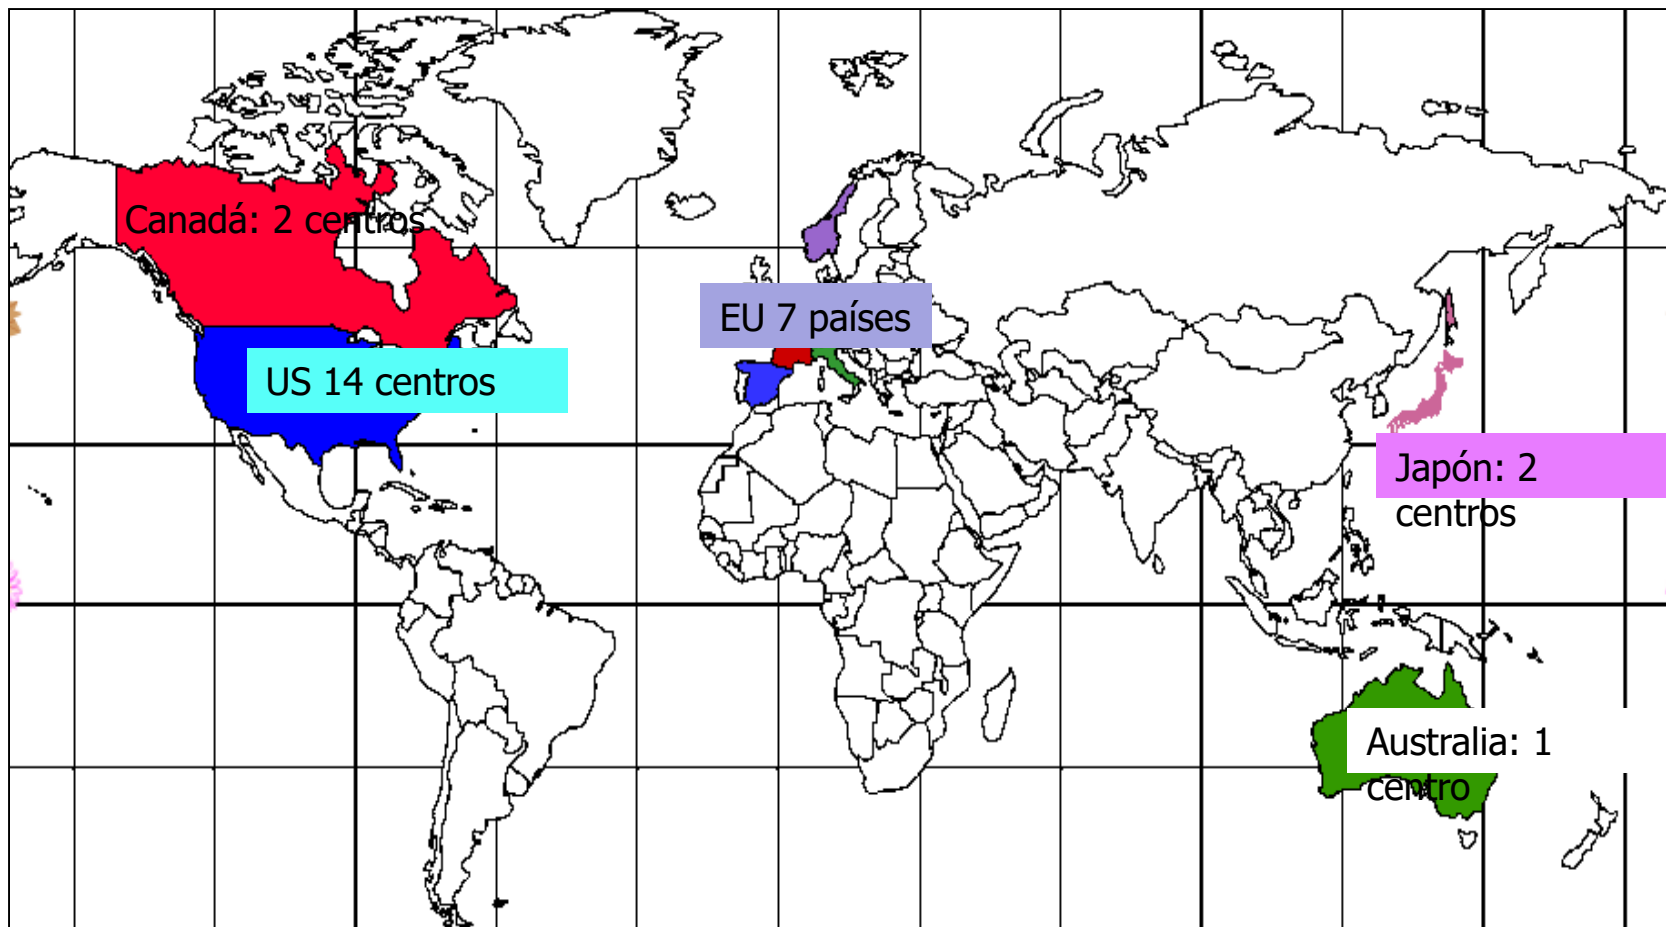 Canadá: 2 centros
EU 7 países
US 14 centros
Japón: 2
centros
Australia: 1
centro